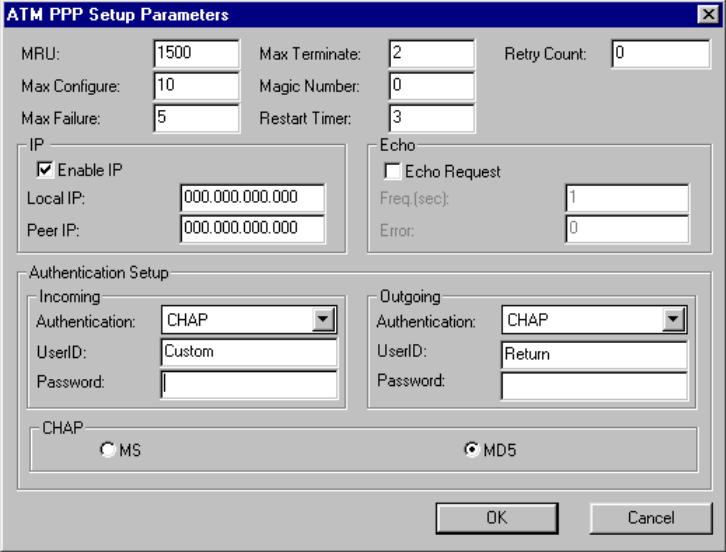 ATM PPP Setup Parameters
MRU: 1500 Max Terminate: 2 Retry Count: 0
Max Configure: 10 Magic Number: 0
Max Failure: 5 Restart Timer: 3
IP
Enable IP
Local IP: 000.000.000.000
Peer IP: 000.000.000.000
Echo
Echo Request
Freq.(sec): 1
Error: 0
Authentication Setup
Incoming
Authentication: CHAP
UserID: Custom
Password:
Outgoing
Authentication: CHAP
UserID: Return
Password:
CHAP
MS MD5
OK Cancel